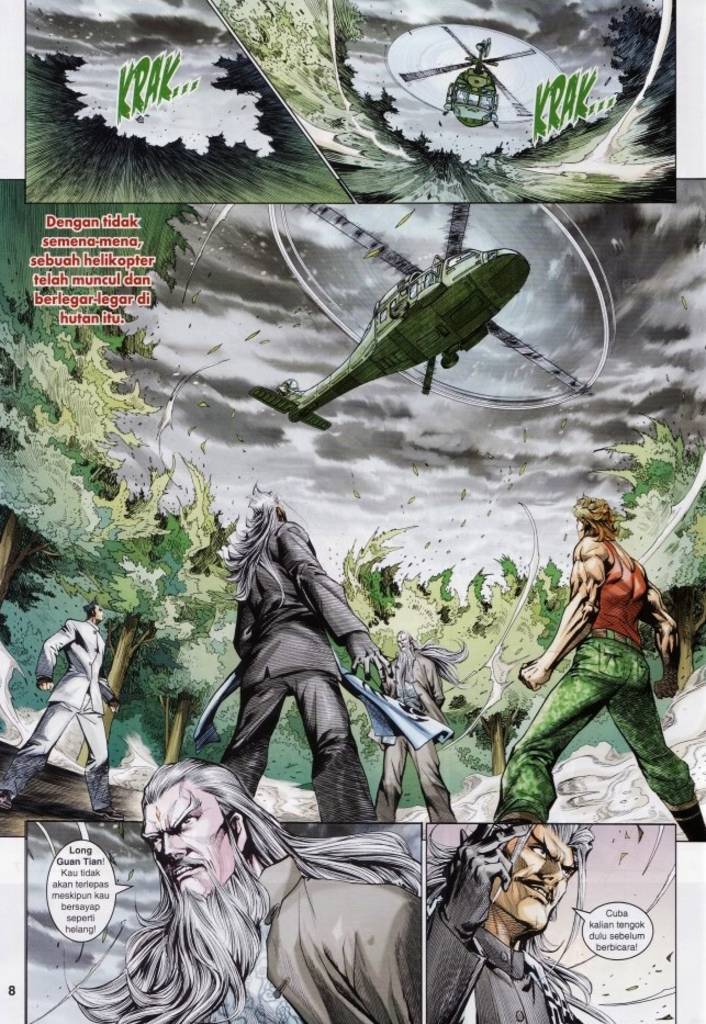 KRAK...
KRAK...
Dengan tidak
semena-mena,
sebuah helikopter
telah muncul dan
berlegar-legar di
hutan itu.
Long
Guan Tian!
Kau tidak
akan terlepas
meskipun kau
bersayap
seperti
helang!
Cuba
kalian tengok
dulu sebelum
berbicara!
8